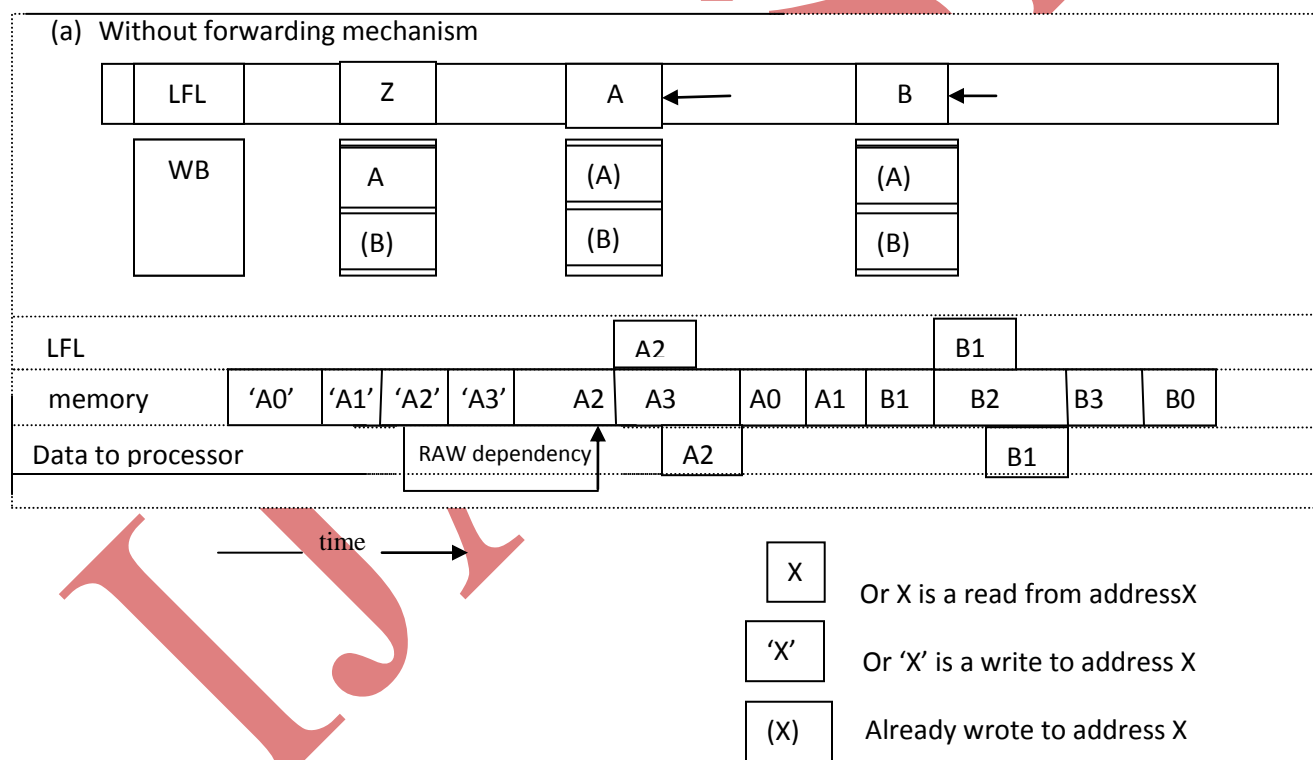 (a) Without forwarding mechanism
LFL Z A B
WB A (A) (A)
(B) (B) (B)
LFL A2 B1
memory ‘A0’ ‘A1’ ‘A2’ ‘A3’ A2 A3 A0 A1 B1 B2 B3 B0
Data to processor RAW dependency A2 B1
time
X Or X is a read from addressX
‘X’ Or ‘X’ is a write to address X
(X) Already wrote to address X